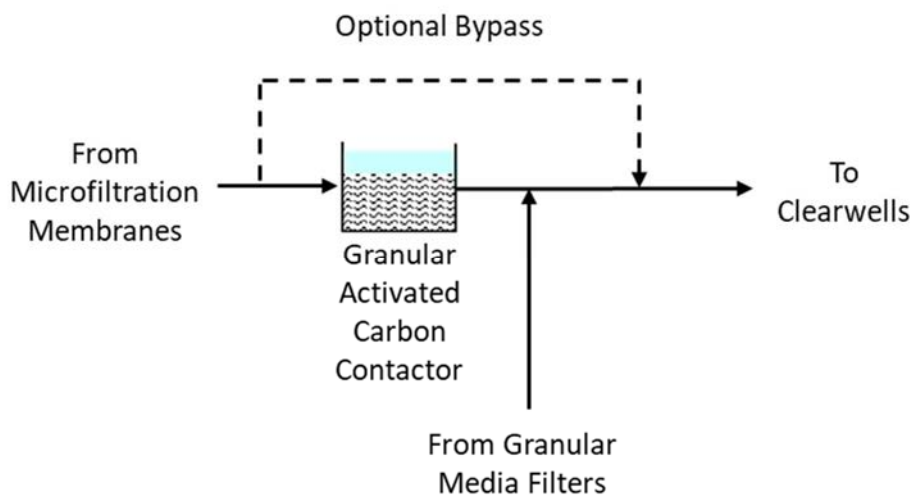 Optional Bypass
From
Microfiltration
Membranes
Granular
Activated
Carbon
Contactor
To
Clearwells
From Granular
Media Filters